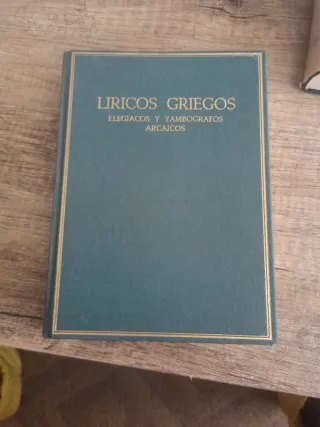 LIRICOS GRIEGOS
ELEGIACOS Y YAMBOGRAFOS
ARCAICOS